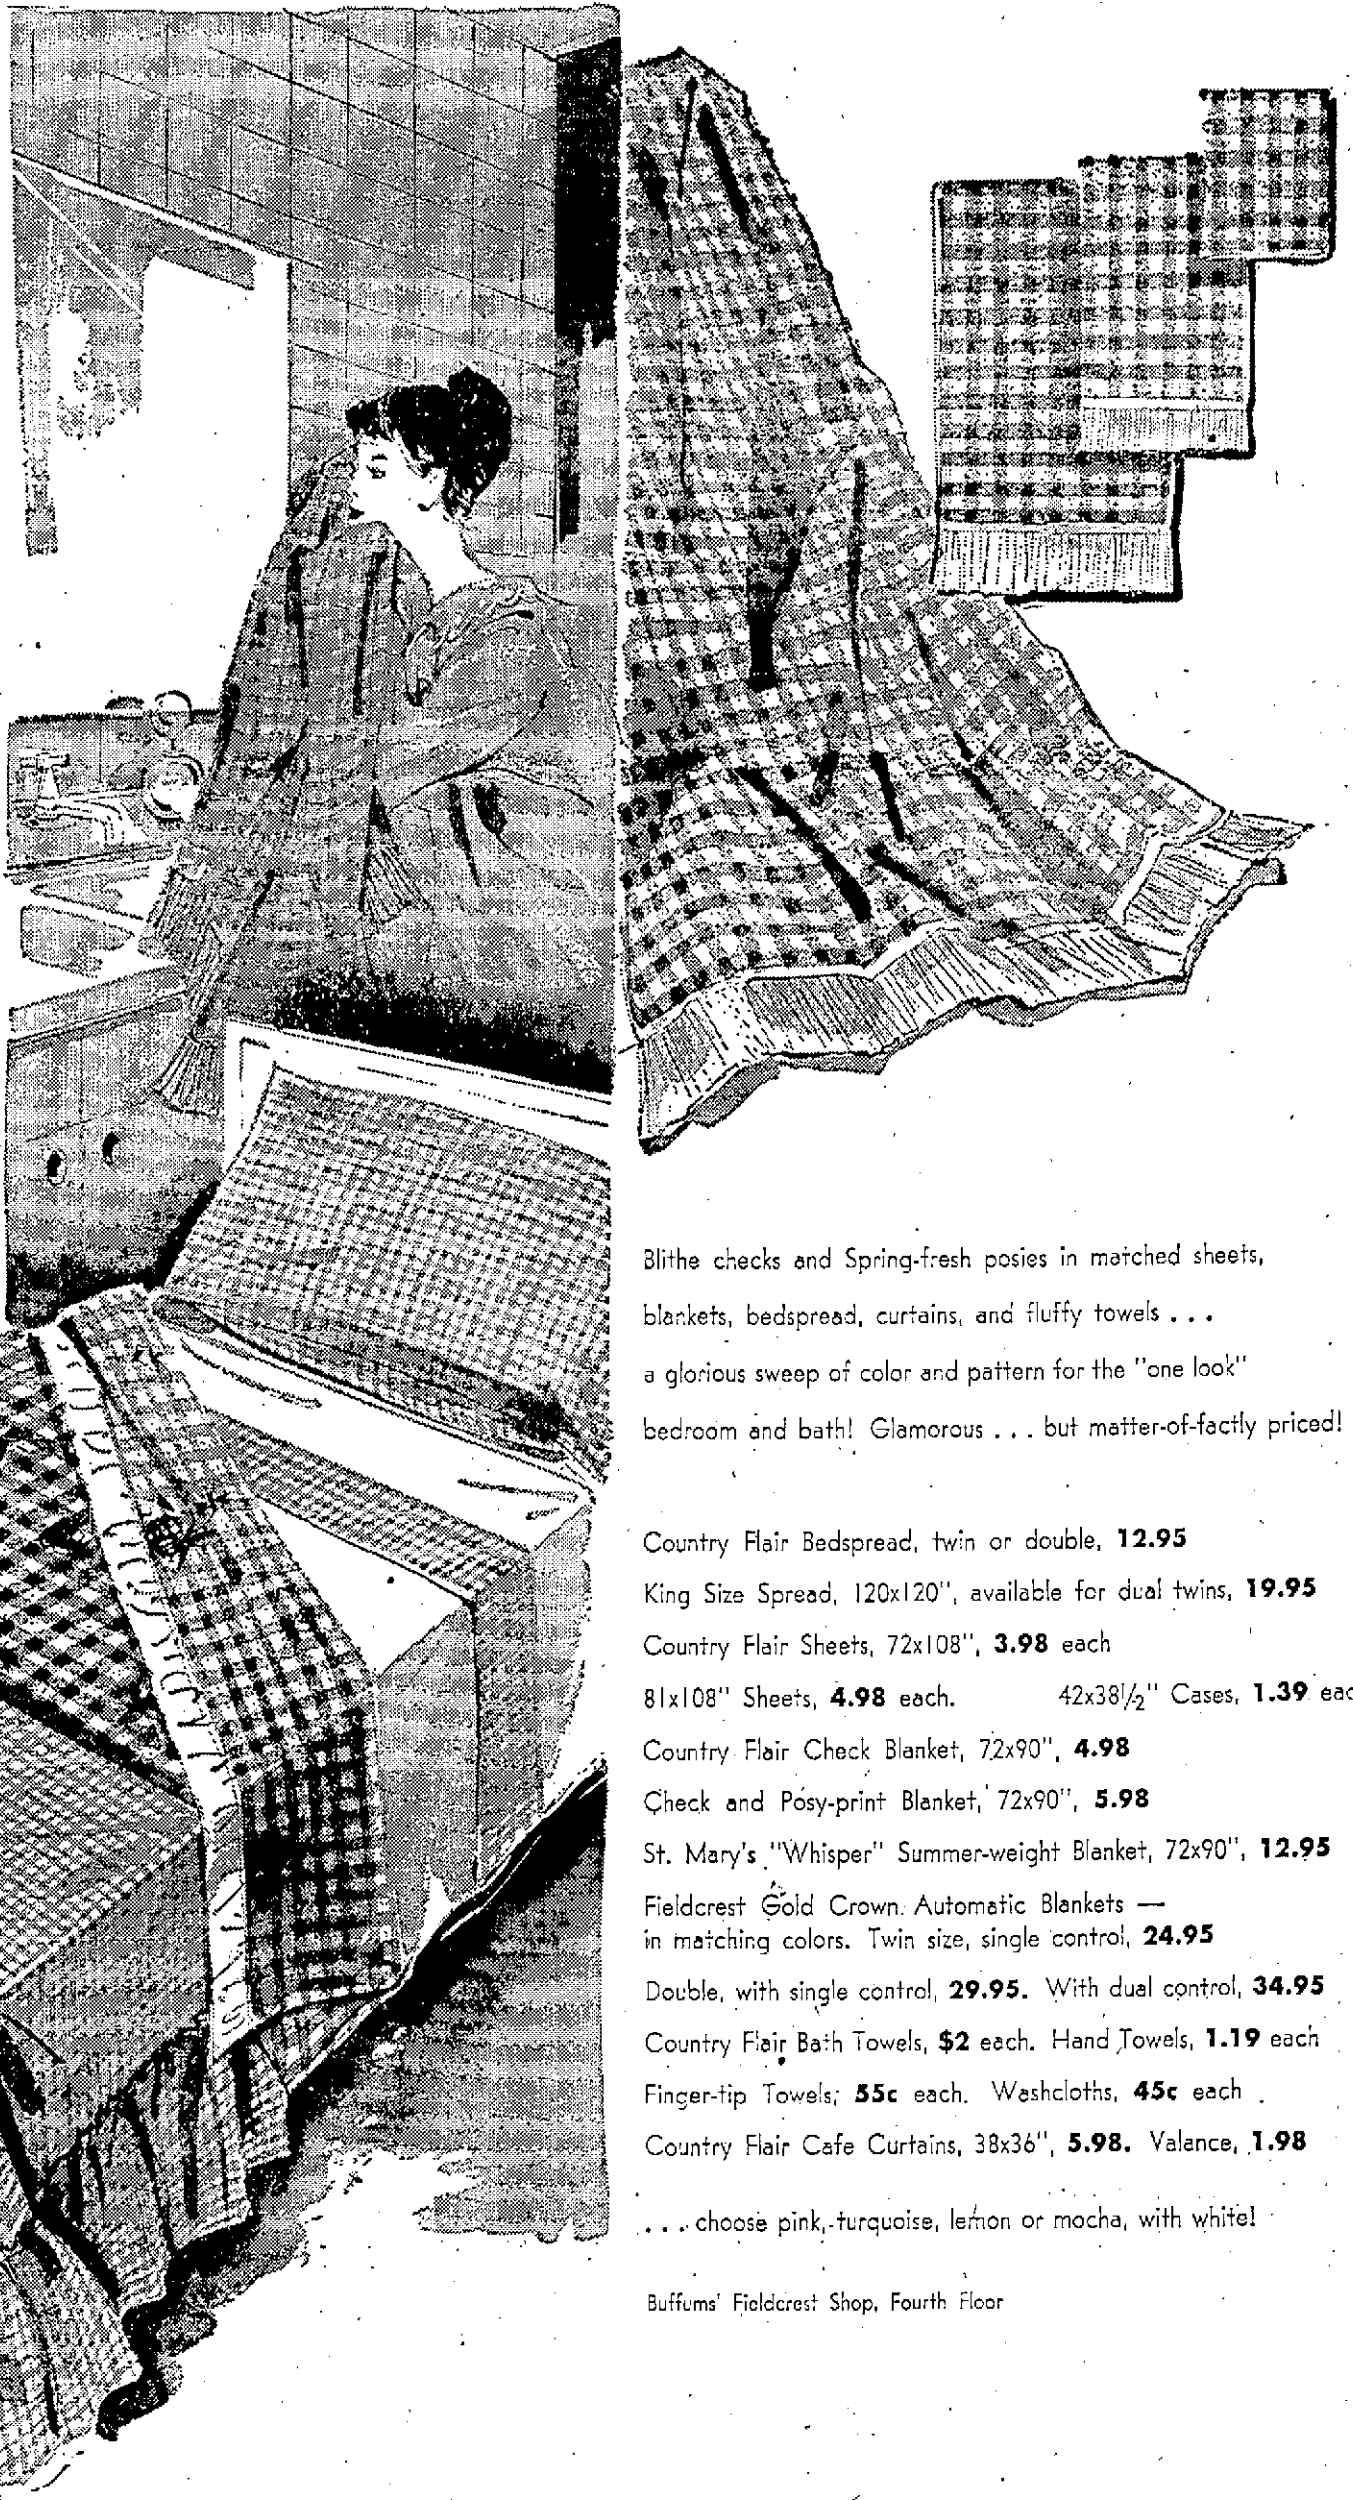 Blithe checks and Spring-fresh posies in matched sheets,
blankets, bedspread, curtains, and fluffy towels . . .
a glorious sweep of color and pattern for the "one look"
bedroom and bath! Glamorous . . . but matter-of-factly priced!
Country Flair Bedspread, twin or double, 12.95
King Size Spread, 120x120", available for dual twins, 19.95
Country Flair Sheets, 72x108", 3.98 each
81x108" Sheets, 4.98 each. 42x38½" Cases, 1.39 eac
Country Flair Check Blanket, 72x90", 4.98
Check and Posy-print Blanket, 72x90", 5.98
St. Mary's "Whisper" Summer-weight Blanket, 72x90", 12.95
Fieldcrest Gold Crown Automatic Blankets —
in matching colors. Twin size, single control, 24.95
Double, with single control, 29.95. With dual control, 34.95
Country Flair Bath Towels, $2 each. Hand Towels, 1.19 each
Finger-tip Towels, 55c each. Washcloths, 45c each
Country Flair Cafe Curtains, 38x36", 5.98. Valance, 1.98
. . . choose pink, turquoise, lemon or mocha, with white!
Buffums' Fieldcrest Shop, Fourth Floor